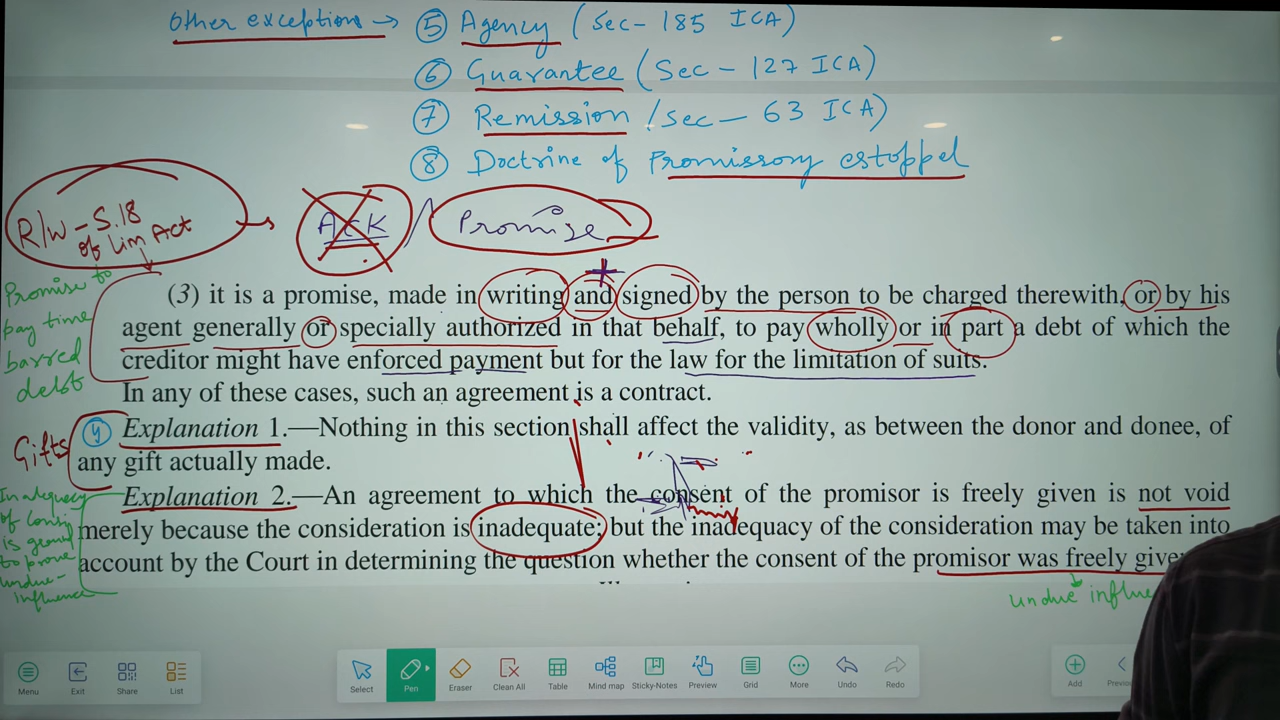 Other exceptions → ⑤ Agency (Sec- 185 ICA)
⑥ Guarantee (Sec - 127 ICA)
⑦ Remission / Sec - 63 ICA)
⑧ Doctrine of Promissory estoppel
R/W - S.18
of Lim Act
Ack / Promise
Promise to
pay time
barred
debt
(3) it is a promise, made in writing and signed by the person to be charged therewith, or by his
agent generally or specially authorized in that behalf, to pay wholly or in part a debt of which the
creditor might have enforced payment but for the law for the limitation of suits.
In any of these cases, such an agreement is a contract.
Gifts
Explanation 1.—Nothing in this section shall affect the validity, as between the donor and donee, of
any gift actually made.
Inadequacy
of Consi
is
to prove
undue-
influence
Explanation 2.—An agreement to which the consent of the promisor is freely given is not void
merely because the consideration is inadequate; but the inadequacy of the consideration may be taken into
account by the Court in determining the question whether the consent of the promisor was freely give
undue influe
Menu
Exit
Share
List
Select
Pen
Eraser
Clean All
Table
Mind map
Sticky-Notes
Preview
Grid
More
Undo
Redo
Add
Previo